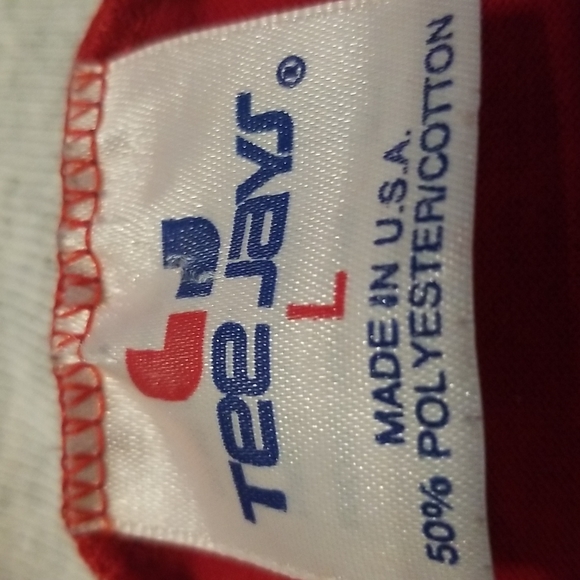 TEE JAYS ®
L
MADE IN U.S.A.
50% POLYESTER/COTTON